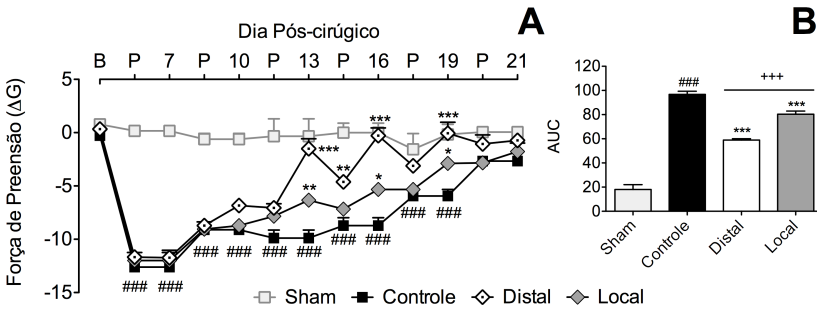 A
Dia Pós-cirúgico
B P 7 P 10 P 13 P 16 P 19 P 21
Força de Preensão (ΔG)
5
0
-5
-10
-15
*** ***
***
**
** * *
### ### ### ### ### ### ### ### ### ###
Sham Controle Distal Local
B
AUC
120
100
80
60
40
20
0
###
+++
*** ***
Sham Controle Distal Local